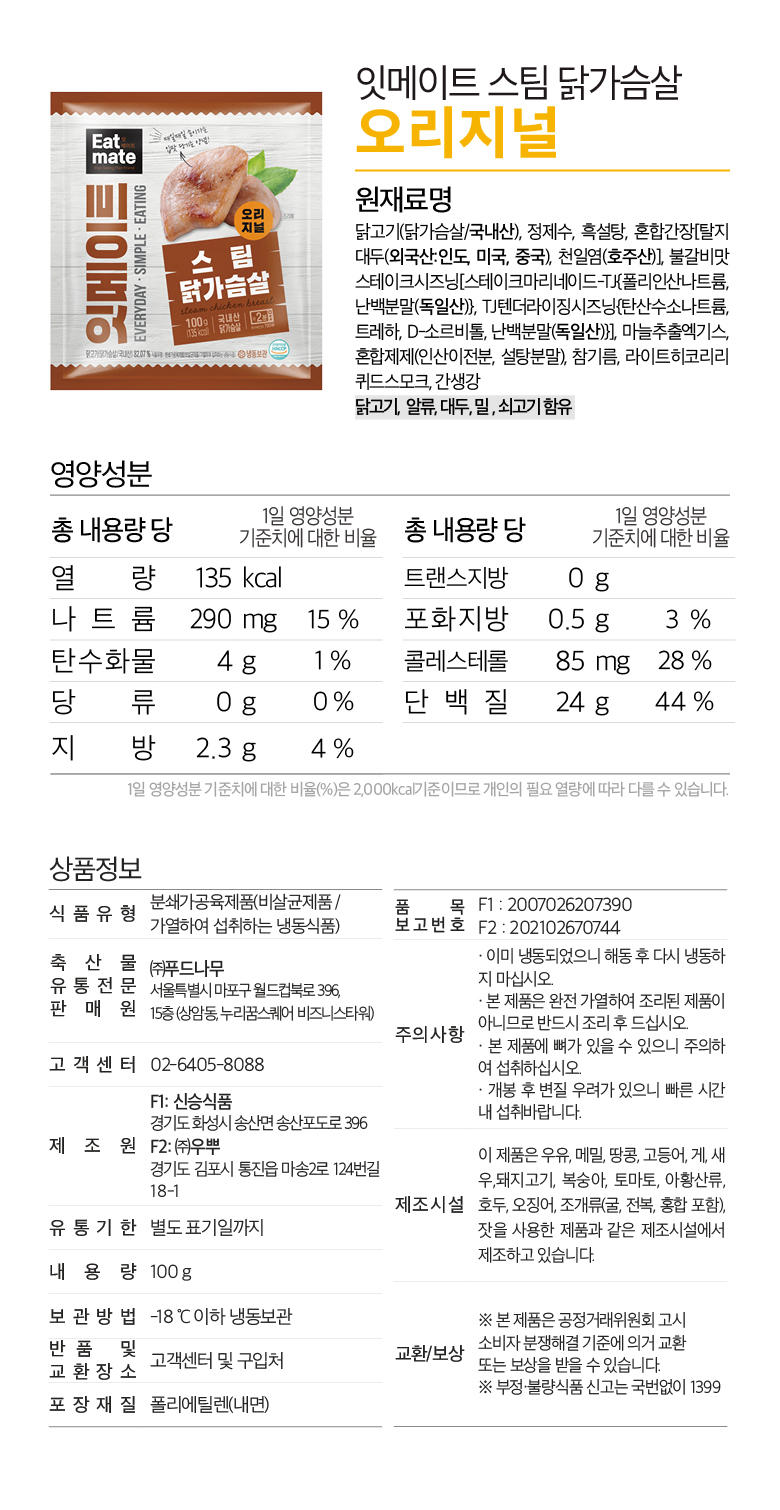 잇메이트 스팀 닭가슴살
오리지널
Eat
mate
잇메이트
EVERYDAY · SIMPLE · EATING
오리
지널
스팀
닭가슴살
steam chicken breast
100g
(135 kcal)
국내산
닭가슴살
냉동보관
HACCP
원재료명
닭고기(닭가슴살/국내산), 정제수, 흑설탕, 혼합간장[탈지
대두(외국산:인도, 미국, 중국), 천일염(호주산)], 불갈비맛
스테이크시즈닝[스테이크마리네이드-TJ{폴리인산나트륨,
난백분말(독일산)}, TJ텐더라이징시즈닝{탄산수소나트륨,
트레하, D-소르비톨, 난백분말(독일산)}], 마늘추출엑기스,
혼합제제(인산이전분, 설탕분말), 참기름, 라이트히코리리
퀴드스모크, 간생강
닭고기, 알류, 대두, 밀 , 쇠고기 함유
영양성분
총 내용량 당 1일 영양성분 기준치에 대한 비율
열 량 135 kcal
나 트 륨 290 mg 15 %
탄수화물 4 g 1 %
당 류 0 g 0 %
지 방 2.3 g 4 %
총 내용량 당 1일 영양성분 기준치에 대한 비율
트랜스지방 0 g
포화지방 0.5 g 3 %
콜레스테롤 85 mg 28 %
단 백 질 24 g 44 %
1일 영양성분 기준치에 대한 비율(%)은 2,000kcal기준이므로 개인의 필요 열량에 따라 다를 수 있습니다.
상품정보
식 품 유 형 분쇄가공육제품(비살균제품 /
가열하여 섭취하는 냉동식품)
축 산 물
유 통 전 문
판 매 원
㈜푸드나무
서울특별시 마포구 월드컵북로 396,
15층 (상암동, 누리꿈스퀘어 비즈니스타워)
고 객 센 터 02-6405-8088
제 조 원
F1: 신승식품
경기도 화성시 송산면 송산포도로 396
F2: ㈜우뿌
경기도 김포시 통진읍 마송2로 124번길
18-1
유 통 기 한 별도 표기일까지
내 용 량 100 g
보 관 방 법 -18 ℃ 이하 냉동보관
반 품 및
교 환 장 소
고객센터 및 구입처
포 장 재 질 폴리에틸렌(내면)
품 목
보 고 번 호
F1 : 2007026207390
F2 : 202102670744
주의사항
· 이미 냉동되었으니 해동 후 다시 냉동하
지 마십시오.
· 본 제품은 완전 가열하여 조리된 제품이
아니므로 반드시 조리 후 드십시오.
· 본 제품에 뼈가 있을 수 있으니 주의하
여 섭취하십시오.
· 개봉 후 변질 우려가 있으니 빠른 시간
내 섭취바랍니다.
제조시설
이 제품은 우유, 메밀, 땅콩, 고등어, 게, 새
우,돼지고기, 복숭아, 토마토, 아황산류,
호두, 오징어, 조개류(굴, 전복, 홍합 포함),
잣을 사용한 제품과 같은 제조시설에서
제조하고 있습니다.
교환/보상
※ 본 제품은 공정거래위원회 고시
소비자 분쟁해결 기준에 의거 교환
또는 보상을 받을 수 있습니다.
※ 부정·불량식품 신고는 국번없이 1399